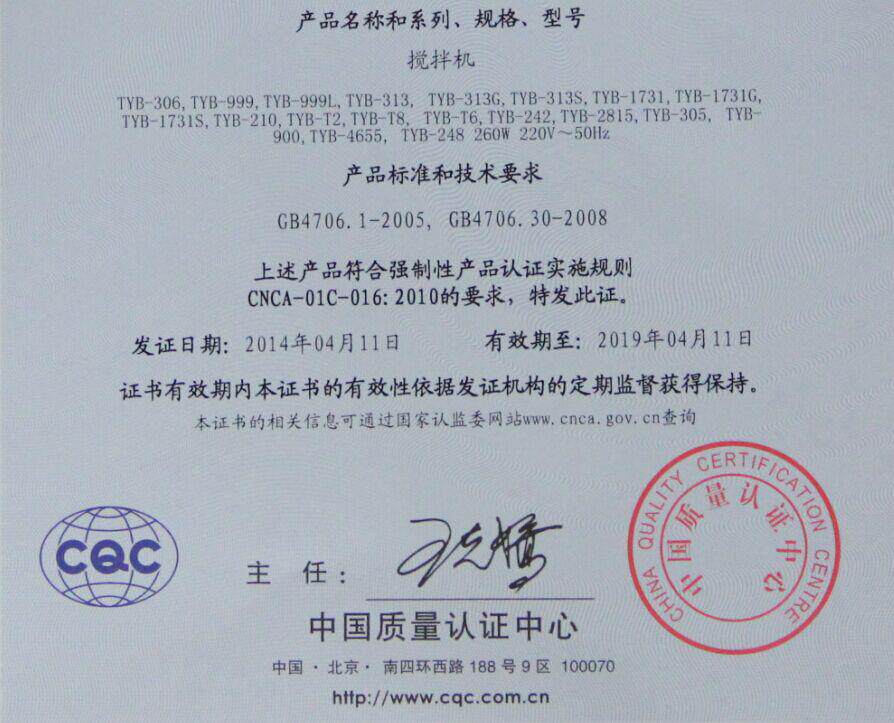 产品名称和系列、规格、型号
搅拌机
TYB-306, TYB-999, TYB-999L, TYB-313, TYB-313G, TYB-313S, TYB-1731, TYB-1731G,
TYB-1731S, TYB-210, TYB-T2, TYB-T8, TYB-T6, TYB-242, TYB-2815, TYB-305, TYB-
900, TYB-4655, TYB-248 260W 220V～50Hz
产品标准和技术要求
GB4706.1-2005, GB4706.30-2008
上述产品符合强制性产品认证实施规则
CNCA-01C-016:2010的要求，特发此证。
发证日期：2014年04月11日 有效期至：2019年04月11日
证书有效期内本证书的有效性依据发证机构的定期监督获得保持。
本证书的相关信息可通过国家认监委网站www.cnca.gov.cn查询
CQC
主 任：
CHINA QUALITY CERTIFICATION CENTRE
中国质量认证中心
中国质量认证中心
中国·北京·南四环西路188号9区 100070
http://www.cqc.com.cn